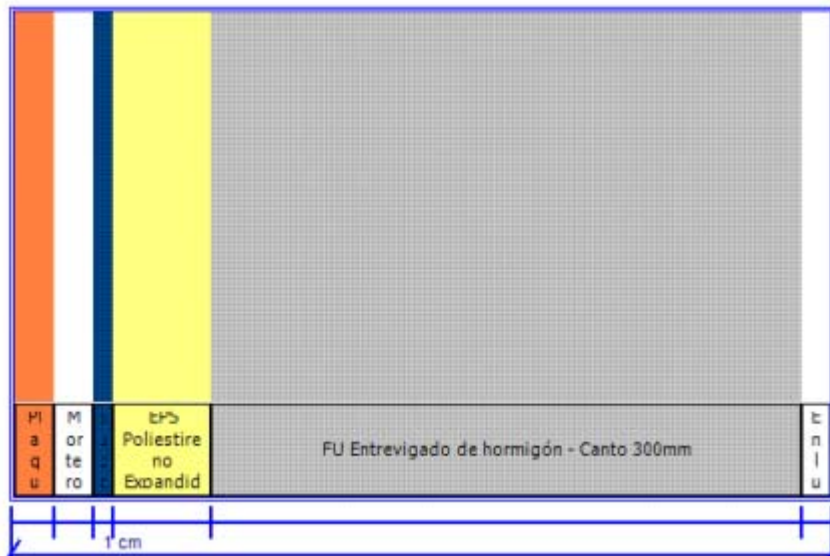 Pl
a
q
u
M
or
te
ro
EPS
Poliestire
no
Expandid
FU Entrevigado de hormigón - Canto 300mm
E
n
l
u
1 cm